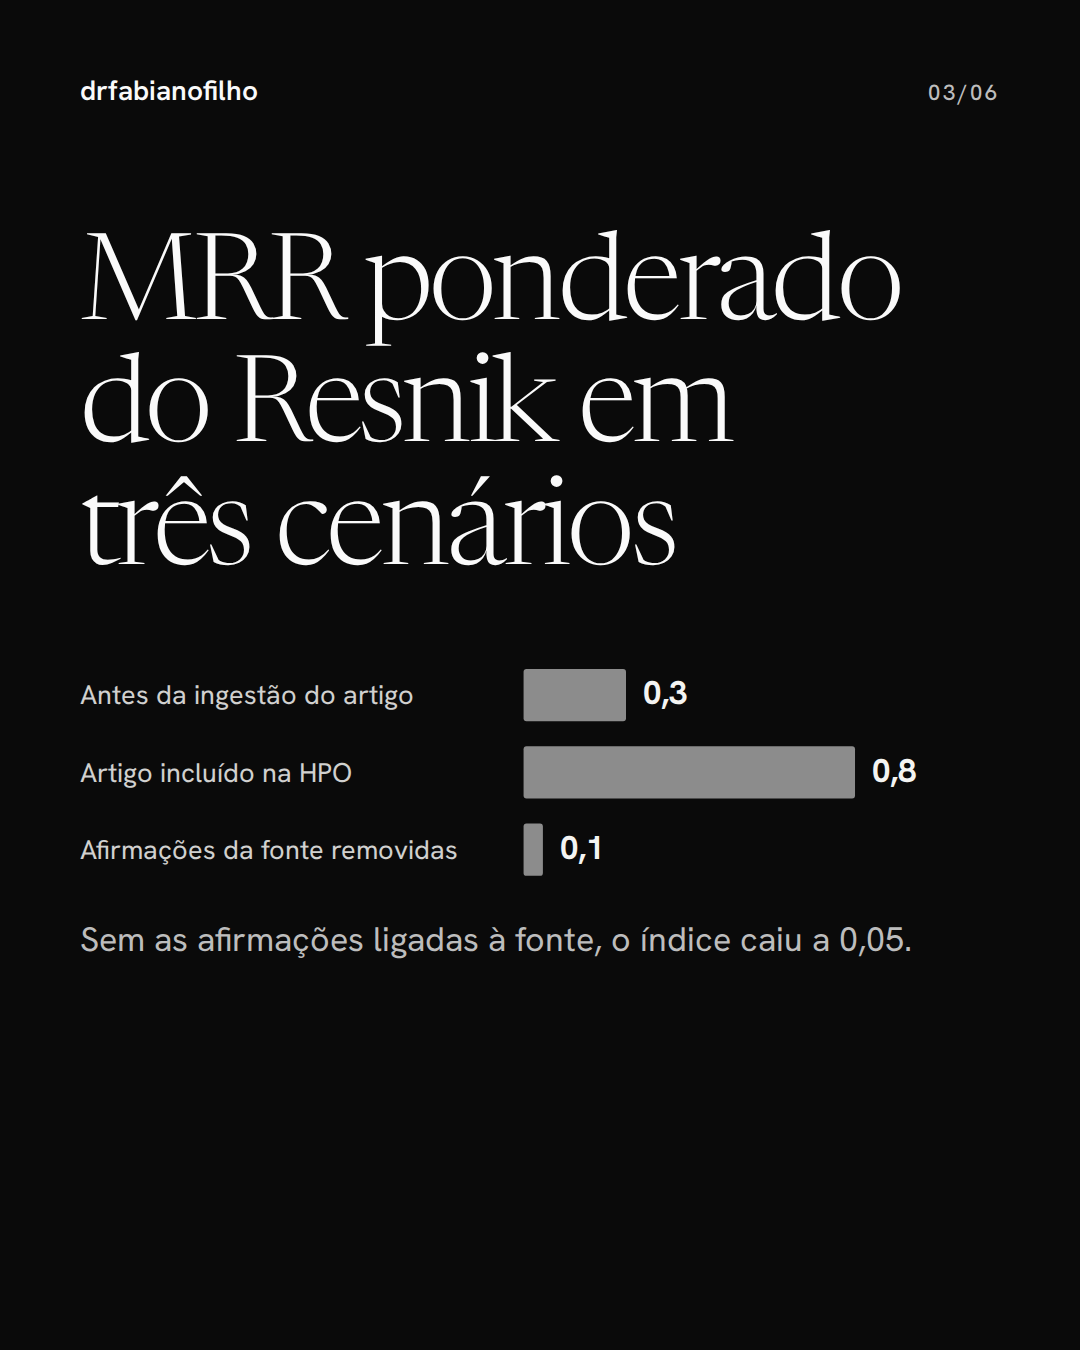 drfabianofilho
03/06
MRR ponderado
do Resnik em
três cenários
Antes da ingestão do artigo 0,3
Artigo incluído na HPO 0,8
Afirmações da fonte removidas 0,1
Sem as afirmações ligadas à fonte, o índice caiu a 0,05.